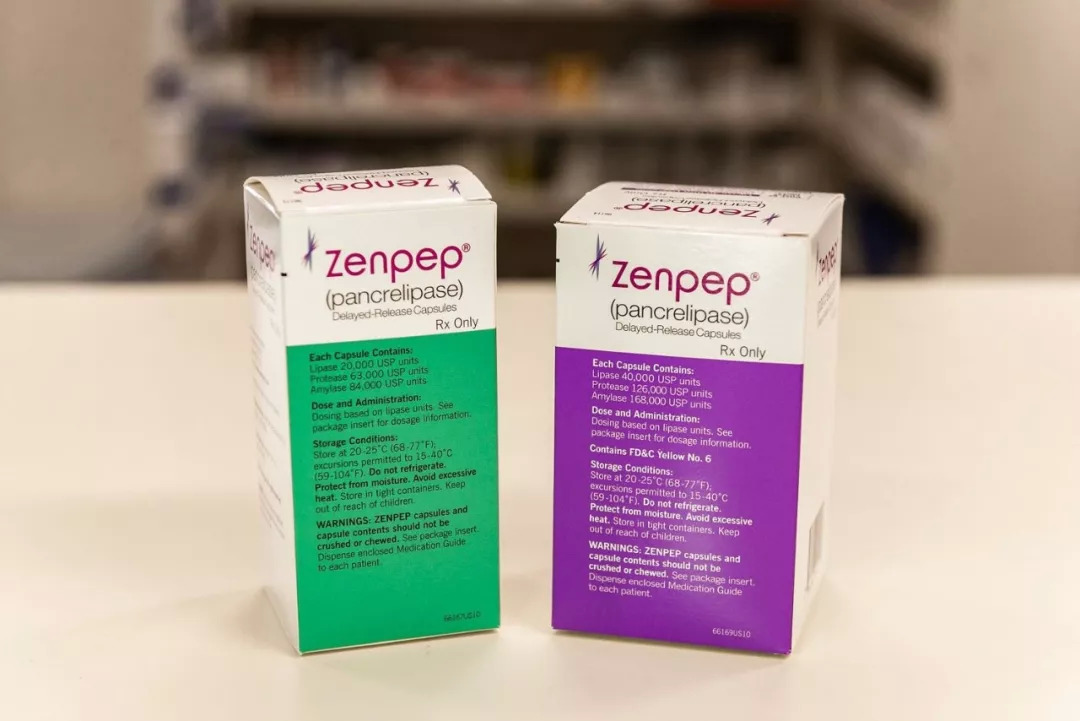 Zenpep®
(pancrelipase)
Zenpep®
(pancrelipase)
Delayed-Release Capsules
Rx Only
Each Capsule Contains:
Lipase 20,000 USP units
Protease 63,000 USP units
Amylase 84,000 USP units
Dose and Administration:
Dosing based on lipase units. See
package insert for dosage information.
Storage Conditions:
Store at 20-25°C (68-77°F);
excursions permitted to 15-40°C
(59-104°F). Do not refrigerate.
Protect from moisture. Avoid excessive
heat. Store in tight containers. Keep
out of reach of children.
WARNINGS: ZENPEP capsules and
capsule contents should not be
crushed or chewed. See package insert.
Dispense enclosed Medication Guide
to each patient.
66167US10
Zenpep
(pancrelipase)
Zenpep®
(pancrelipase)
Delayed-Release Capsules
Rx Only
Each Capsule Contains:
Lipase 40,000 USP units
Protease 126,000 USP units
Amylase 168,000 USP units
Dose and Administration:
Dosing based on lipase units. See
package insert for dosage information.
Contains FD&C Yellow No. 6
Storage Conditions:
Store at 20-25°C (68-77°F);
excursions permitted to 15-40°C
(59-104°F). Do not refrigerate.
Protect from moisture. Avoid excessive
heat. Store in tight containers. Keep
out of reach of children.
WARNINGS: ZENPEP capsules and
capsule contents should not be
crushed or chewed. See package insert.
Dispense enclosed Medication Guide
to each patient.
66169US10
Zenpep